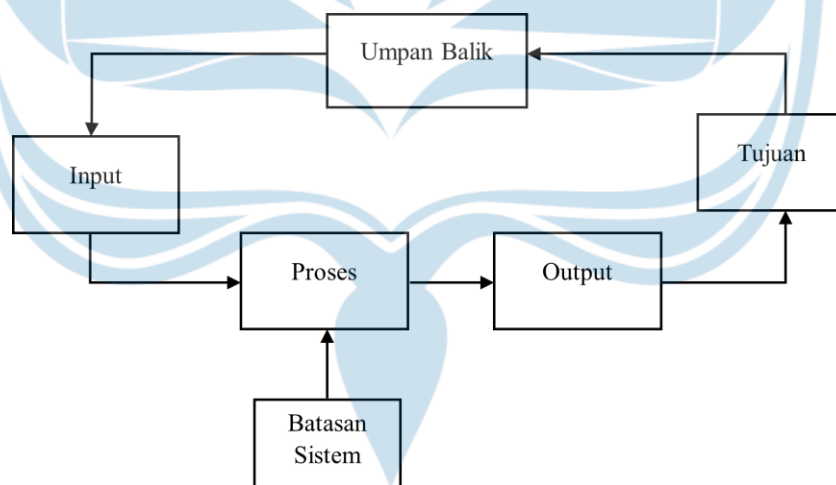 Umpan Balik
Input
Tujuan
Proses
Output
Batasan
Sistem